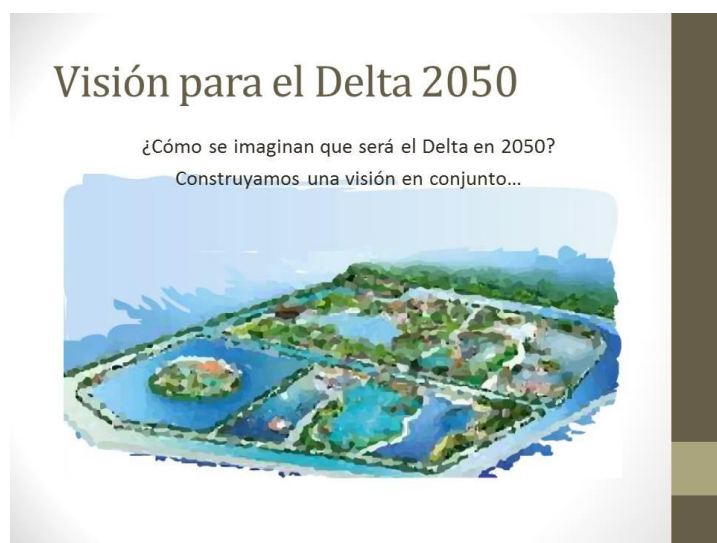 Visión para el Delta 2050
¿Cómo se imaginan que será el Delta en 2050?
Construyamos una visión en conjunto...